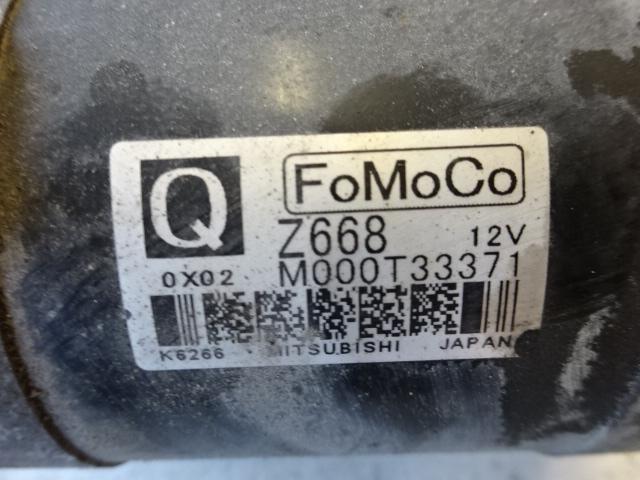 Q
FoMoCo
Z668 12V
0X02 M000T33371
K6266 MITSUBISHI JAPAN